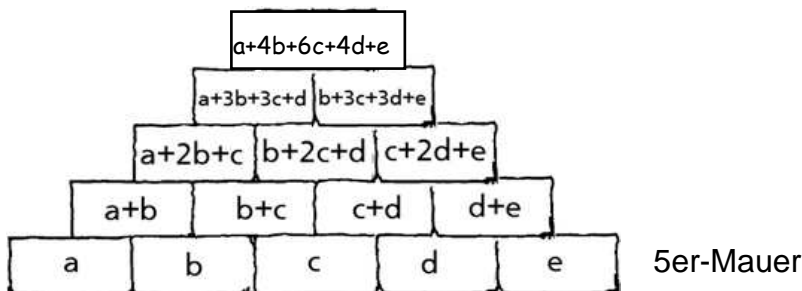 a+4b+6c+4d+e
a+3b+3c+d b+3c+3d+e
a+2b+c b+2c+d c+2d+e
a+b b+c c+d d+e
a b c d e 5er-Mauer